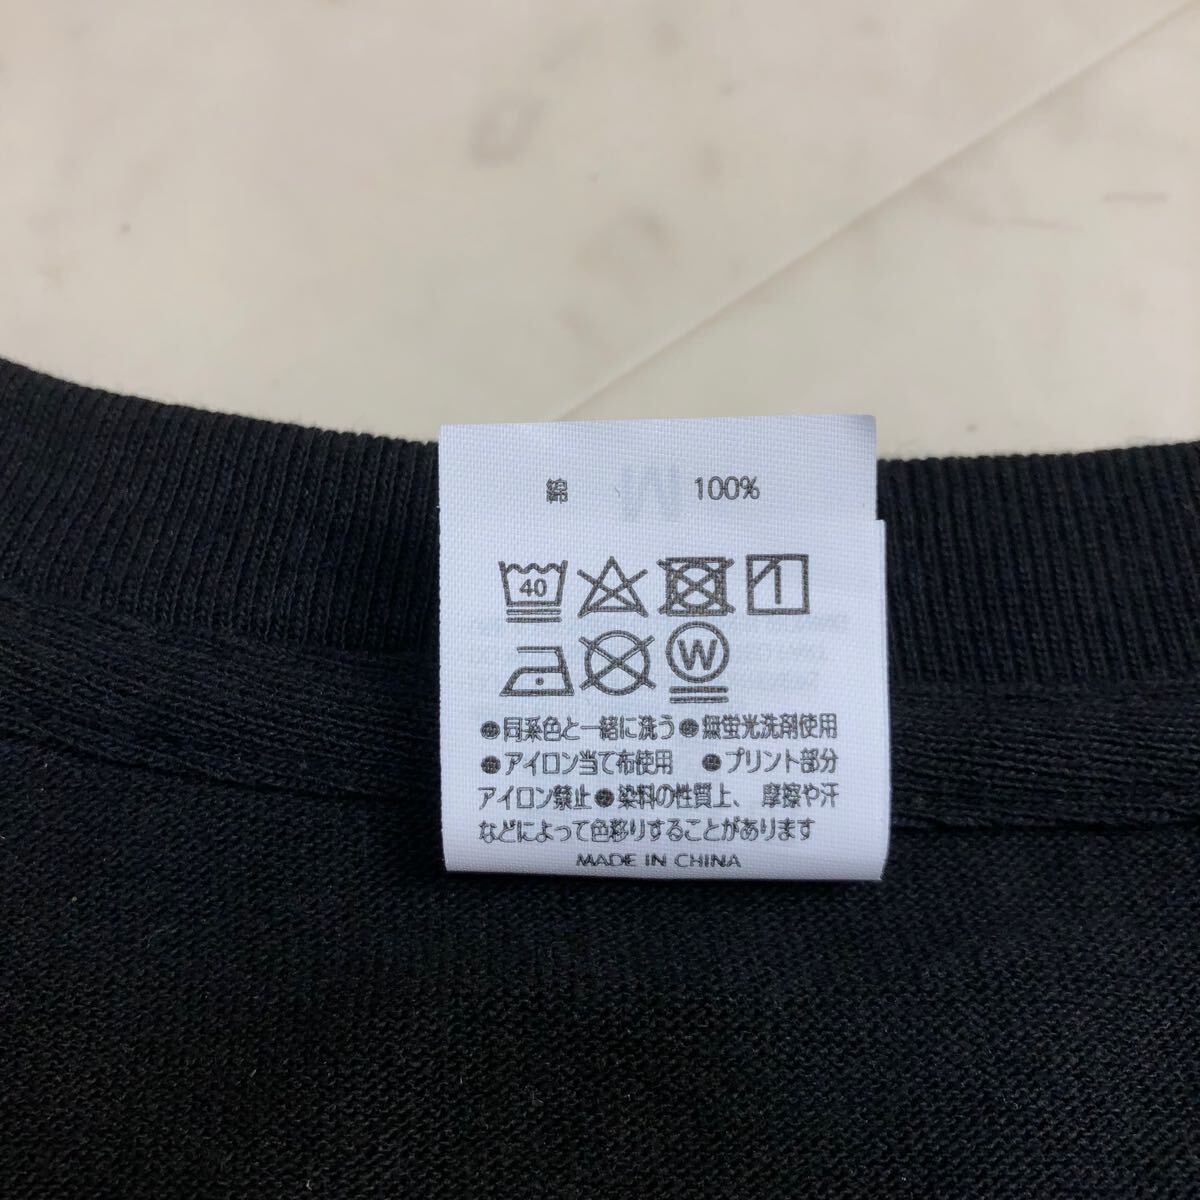 綿 100%
40
W
●同系色と一緒に洗う●無蛍光洗剤使用
●アイロン当て布使用 ●プリント部分
アイロン禁止●染料の性質上、摩擦や汗
などによって色移りすることがあります
MADE IN CHINA